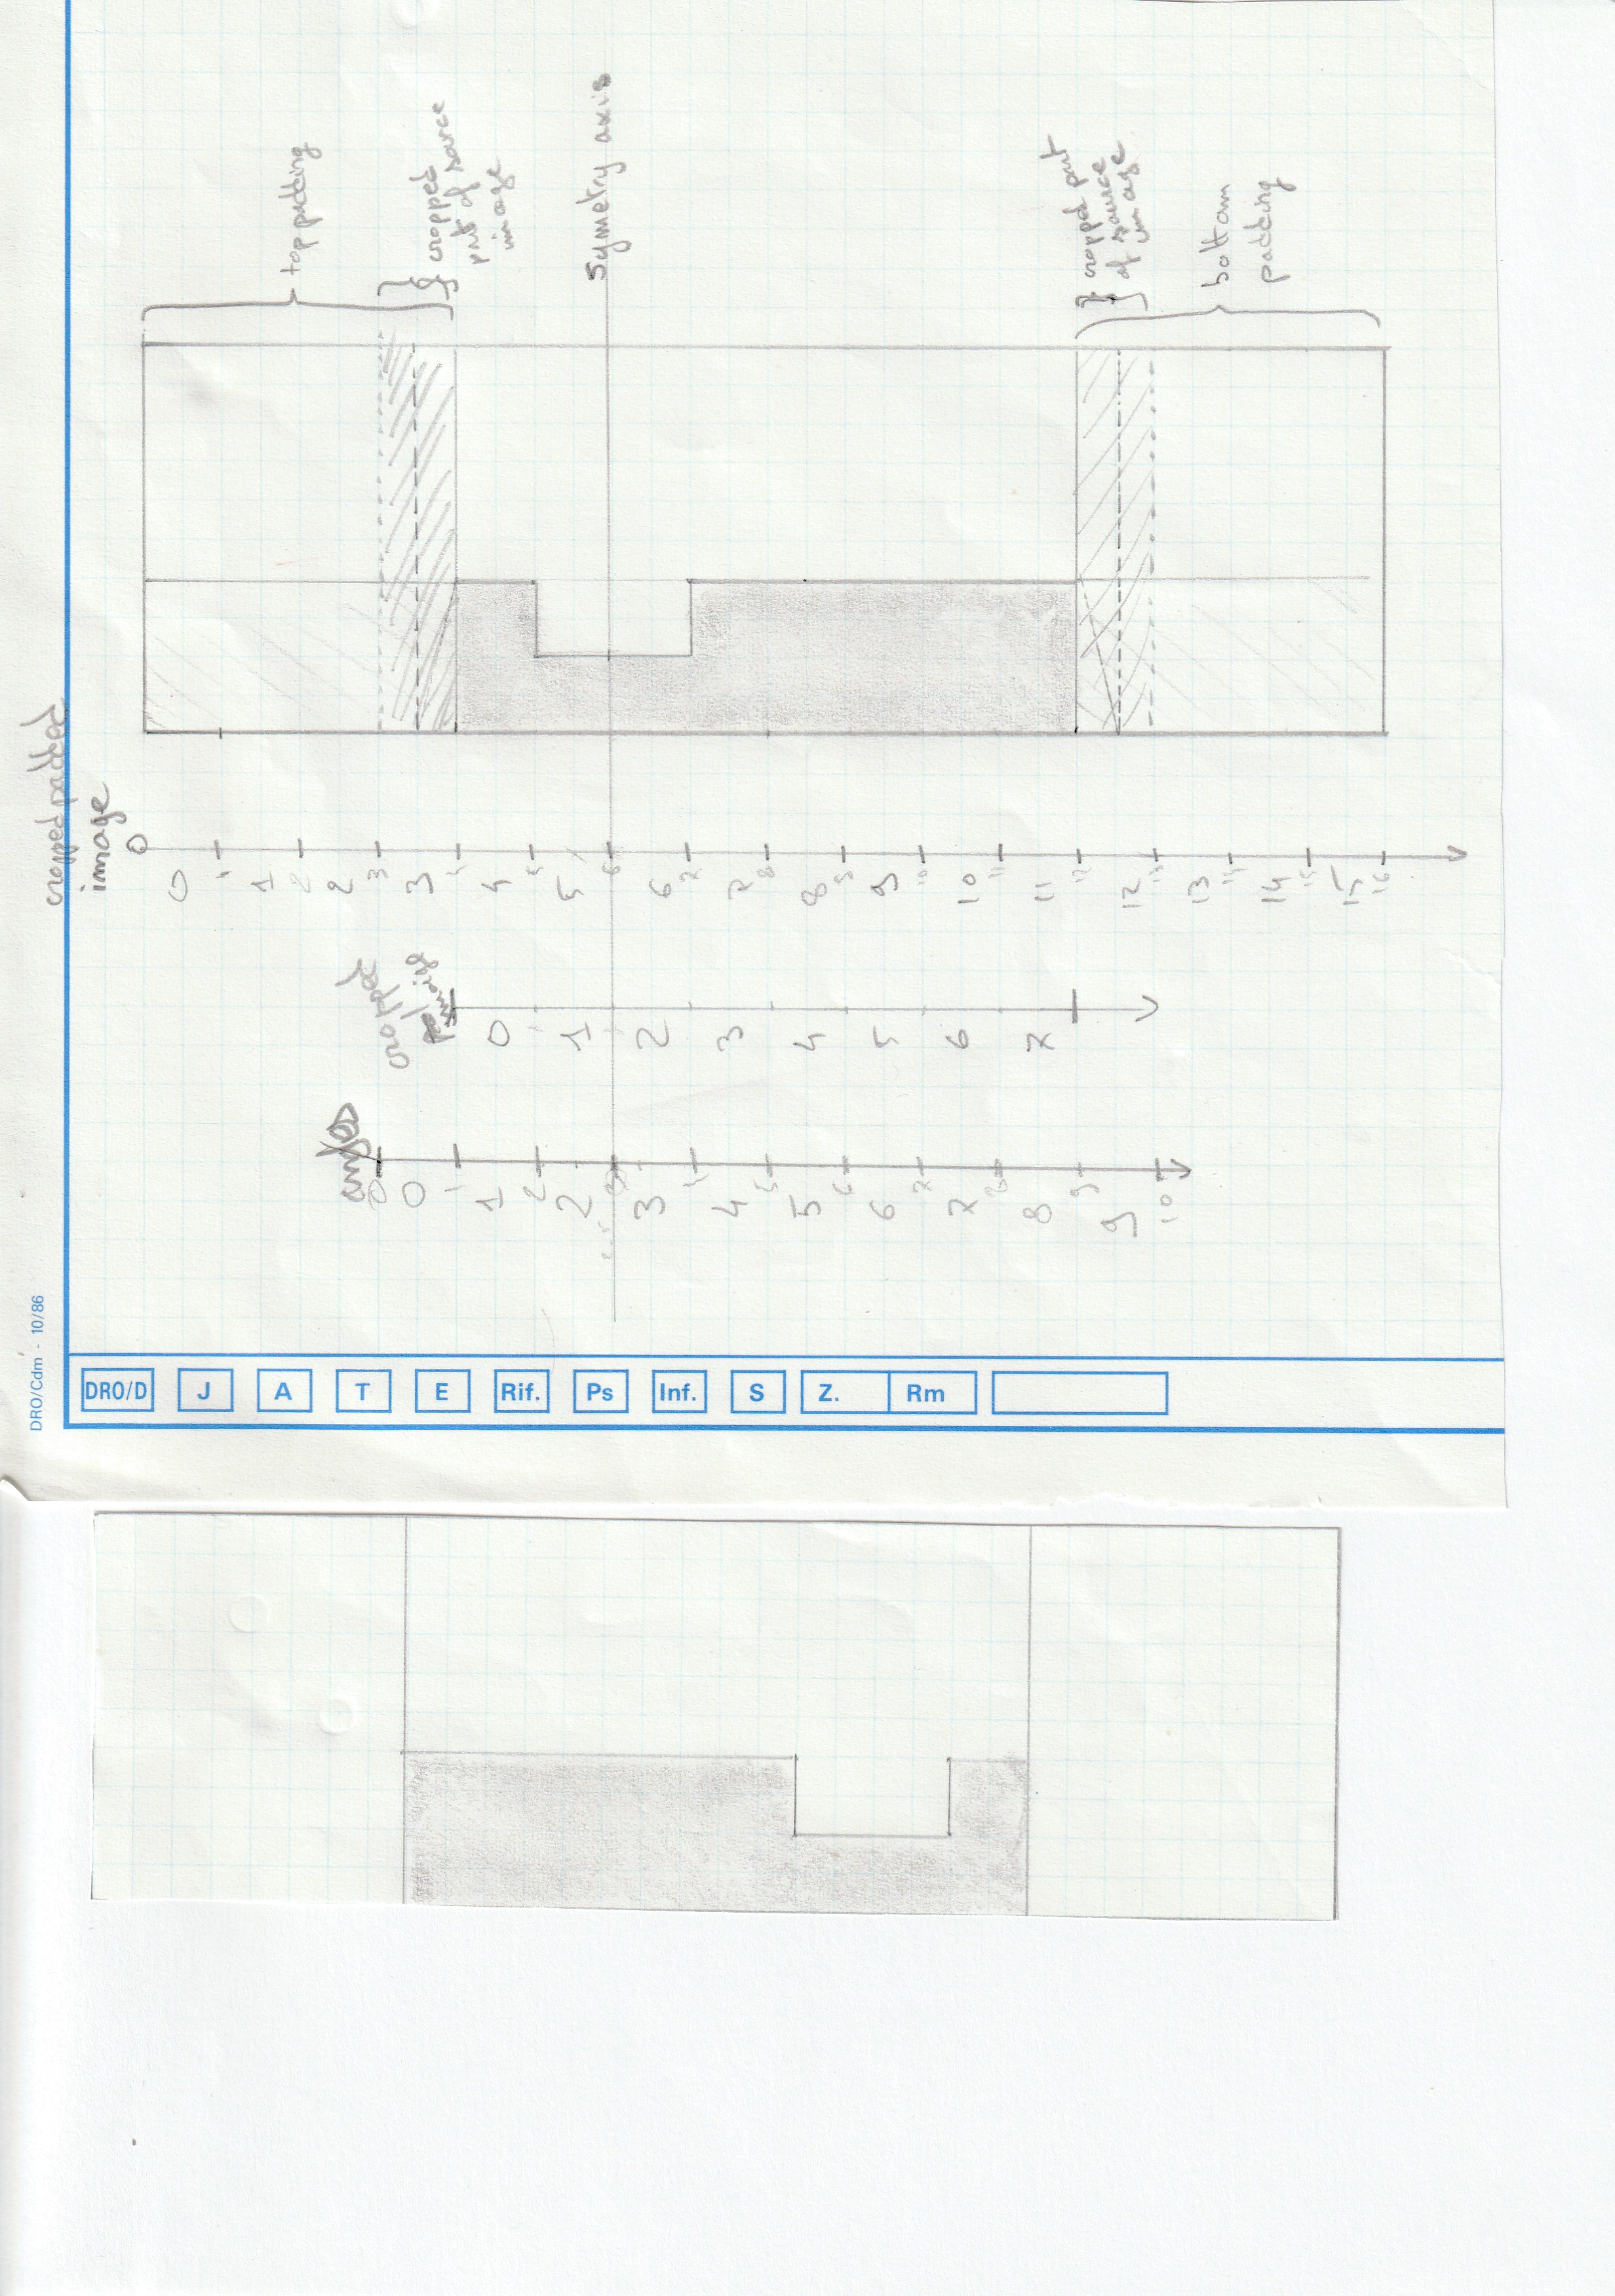 top padding
cropped
part of source
image
symetry axis
cropped part
of source
image
bottom
padding
cropped padded
image
0
1 2 3 4 5 6 7 8 9 10 11 12 13 14 15 16
0 1 2 3 4 5 6 7 8 9 10 11 12 13 14 15
cropped
0 1 2 3 4 5 6 7
0 1 2 3 4 5 6 7 8 9 10
0 1 2 3 4 5 6 7 8 9
DRO/Cdm - 10/86
DRO/D J A T E Rif. Ps Inf. S Z. Rm